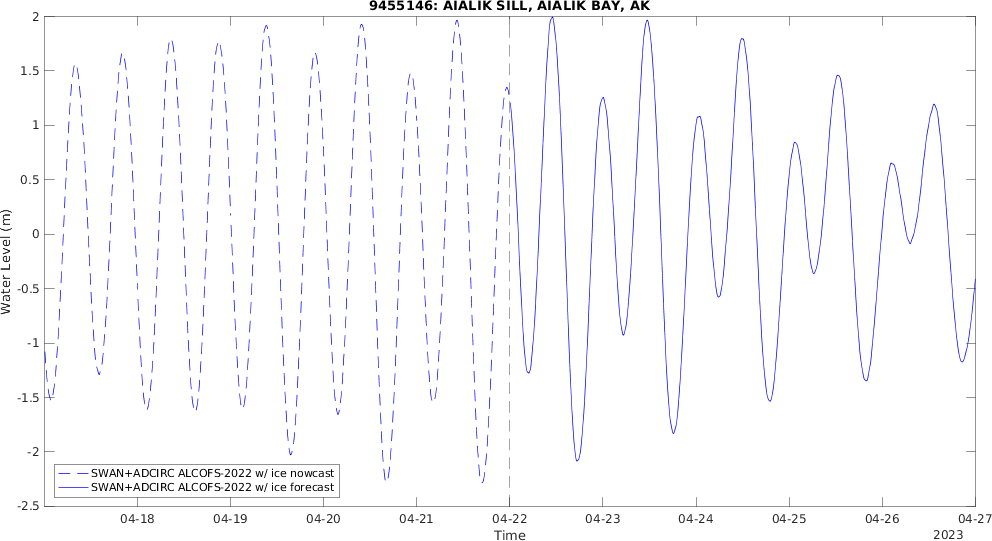 9455146: AIALIK SILL, AIALIK BAY, AK
2
1.5
1
0.5
0
-0.5
-1
-1.5
-2
-2.5
Water Level (m)
SWAN+ADCIRC ALCOFS-2022 w/ ice nowcast
SWAN+ADCIRC ALCOFS-2022 w/ ice forecast
04-18 04-19 04-20 04-21 04-22 04-23 04-24 04-25 04-26 04-27
Time
2023